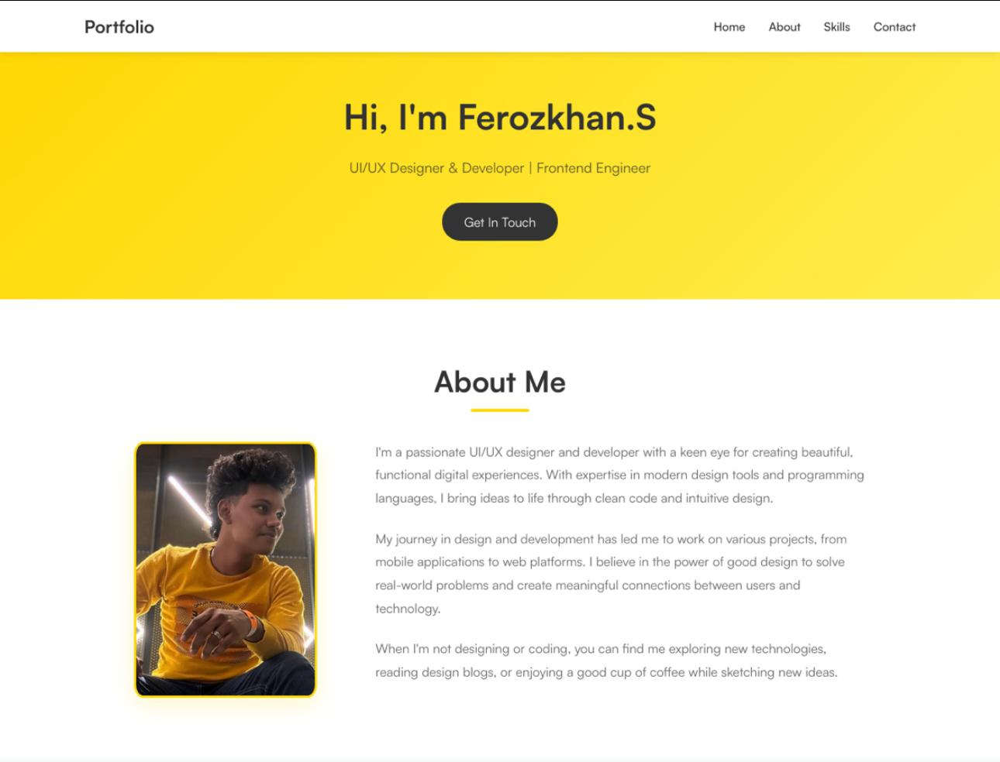 Portfolio
Home About Skills Contact
Hi, I'm Ferozkhan.S
UI/UX Designer & Developer | Frontend Engineer
Get In Touch
About Me
I'm a passionate UI/UX designer and developer with a keen eye for creating beautiful,
functional digital experiences. With expertise in modern design tools and programming
languages, I bring ideas to life through clean code and intuitive design.
My journey in design and development has led me to work on various projects, from
mobile applications to web platforms. I believe in the power of good design to solve
real-world problems and create meaningful connections between users and
technology.
When I'm not designing or coding, you can find me exploring new technologies,
reading design blogs, or enjoying a good cup of coffee while sketching new ideas.